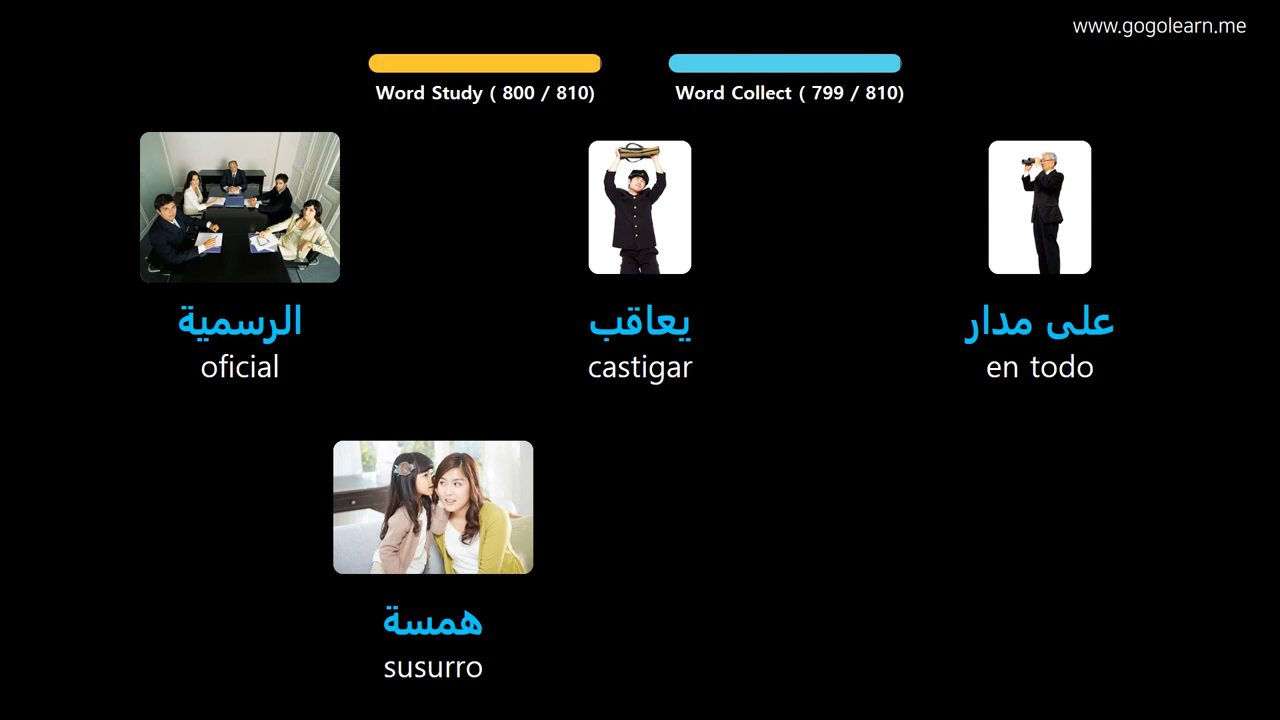 www.gogolearn.me
Word Study ( 800 / 810)
Word Collect ( 799 / 810)
الرسمية
oficial
يعاقب
castigar
على مدار
en todo
همسة
susurro